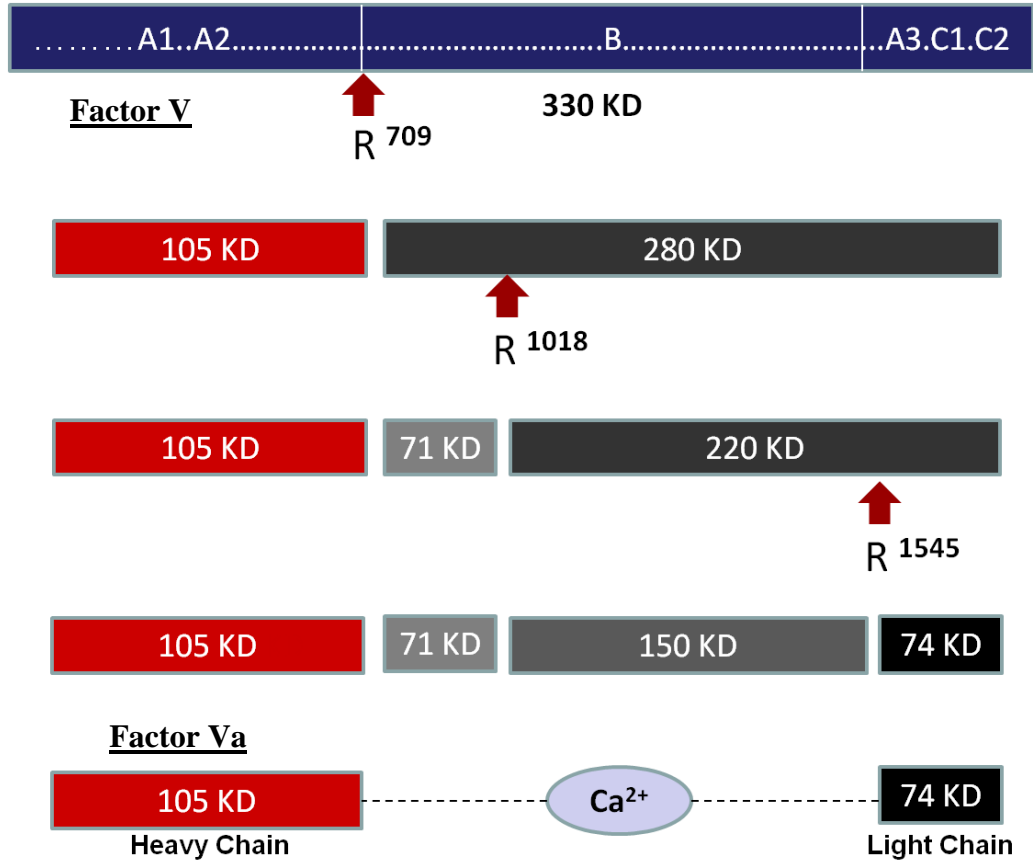 .........A1..A2.......................................................B.....................................A3.C1.C2
Factor V
330 KD
R 709
105 KD
280 KD
R 1018
105 KD
71 KD
220 KD
R 1545
105 KD
71 KD
150 KD
74 KD
Factor Va
105 KD
Ca2+
74 KD
Heavy Chain
Light Chain